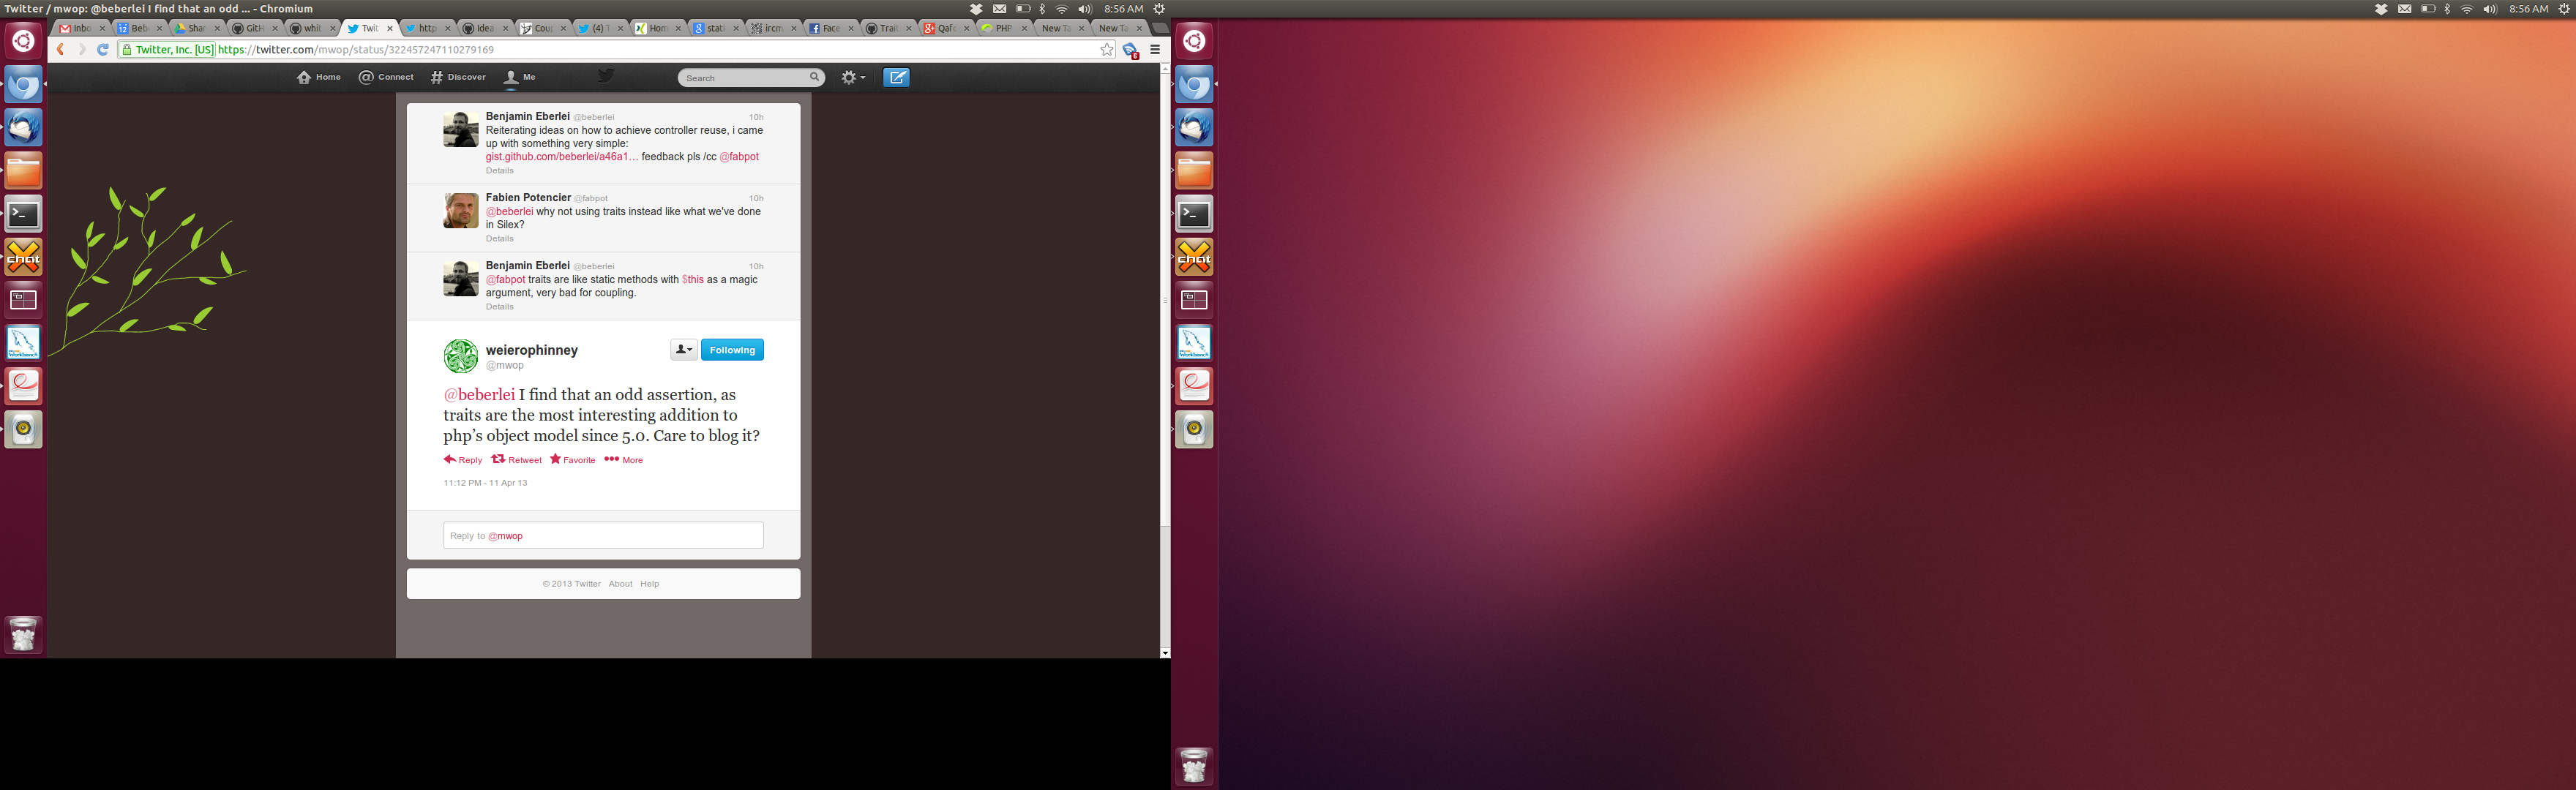 Twitter / mwop: @beberlei I find that an odd ... - Chromium
8:56 AM
8:56 AM
Inbo
12 Beb
Shar
GitH
whit
Twit
http
Idea
Coup
(4) T
Hom
stati
ircm
Face
Trait
Qafo
PHP
New Ta
New Ta
Twitter, Inc. [US] https://twitter.com/mwop/status/322457247110279169
6
Home
Connect
Discover
Me
Search
Benjamin Eberlei @beberlei 10h
Reiterating ideas on how to achieve controller reuse, i came
up with something very simple:
gist.github.com/beberlei/a46a1… feedback pls /cc @fabpot
Details
Fabien Potencier @fabpot 10h
@beberlei why not using traits instead like what we've done
in Silex?
Details
Benjamin Eberlei @beberlei 10h
@fabpot traits are like static methods with $this as a magic
argument, very bad for coupling.
Details
weierophinney
@mwop
Following
@beberlei I find that an odd assertion, as
traits are the most interesting addition to
php's object model since 5.0. Care to blog it?
Reply Retweet Favorite More
11:12 PM - 11 Apr 13
Reply to @mwop
© 2013 Twitter About Help
chat
Workbench
chat
Workbench